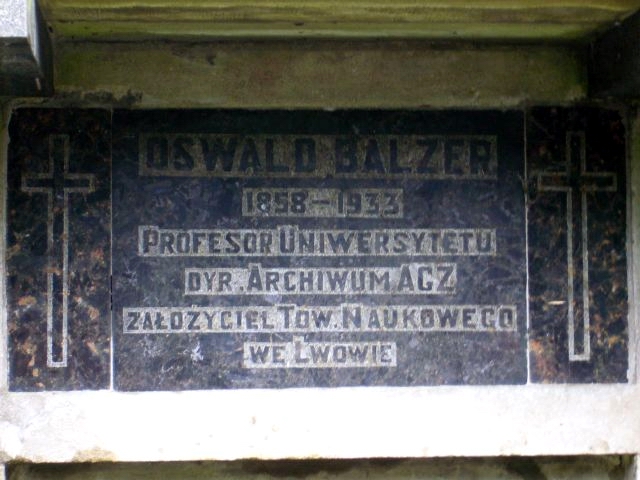 OSWALD BALZER
1858-1933
PROFESOR UNIWERSYTETU
DYR. ARCHIWUM AGZ
ZAŁOŻYCIEL TOW. NAUKOWEGO
WE LWOWIE